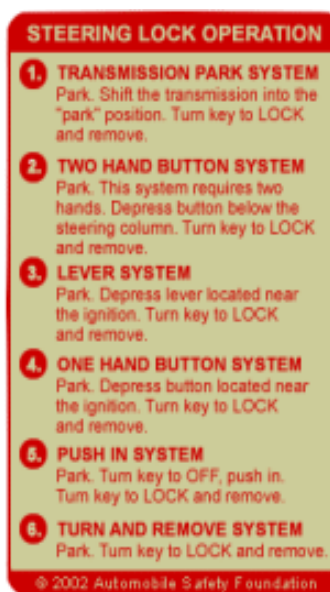 STEERING LOCK OPERATION
1. TRANSMISSION PARK SYSTEM
Park. Shift the transmission into the
"park" position. Turn key to LOCK
and remove.
2. TWO HAND BUTTON SYSTEM
Park. This system requires two
hands. Depress button below the
steering column. Turn key to LOCK
and remove.
3. LEVER SYSTEM
Park. Depress lever located near
the ignition. Turn key to LOCK
and remove.
4. ONE HAND BUTTON SYSTEM
Park. Depress button located near
the ignition. Turn key to LOCK
and remove.
5. PUSH IN SYSTEM
Park. Turn key to OFF, push in.
Turn key to LOCK and remove.
6. TURN AND REMOVE SYSTEM
Park. Turn key to LOCK and remove.
© 2002 Automobile Safety Foundation